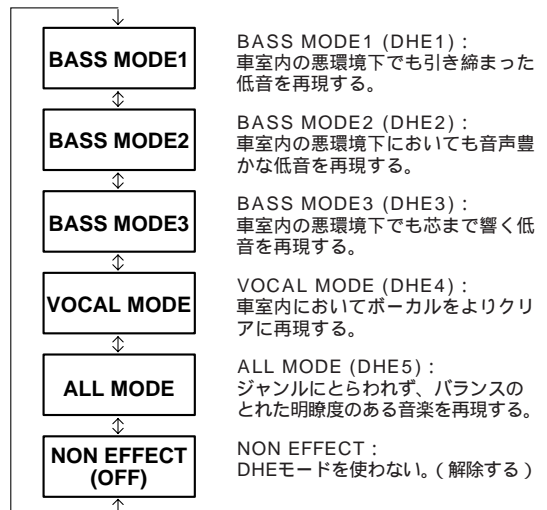 BASS MODE1
BASS MODE1 (DHE1)：
車室内の悪環境下でも引き締まった
低音を再現する。
BASS MODE2
BASS MODE2 (DHE2)：
車室内の悪環境下においても音声豊
かな低音を再現する。
BASS MODE3
BASS MODE3 (DHE3)：
車室内の悪環境下でも芯まで響く低
音を再現する。
VOCAL MODE
VOCAL MODE (DHE4)：
車室内においてボーカルをよりクリ
アに再現する。
ALL MODE
ALL MODE (DHE5)：
ジャンルにとらわれず、バランスの
とれた明瞭度のある音楽を再現する。
NON EFFECT
(OFF)
NON EFFECT：
DHEモードを使わない。（解除する）